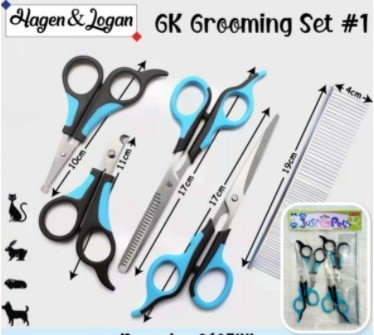 Hagen & Logan
6K Grooming Set #1
4cm
10cm
11cm
17cm
17cm
19cm
Just Pets